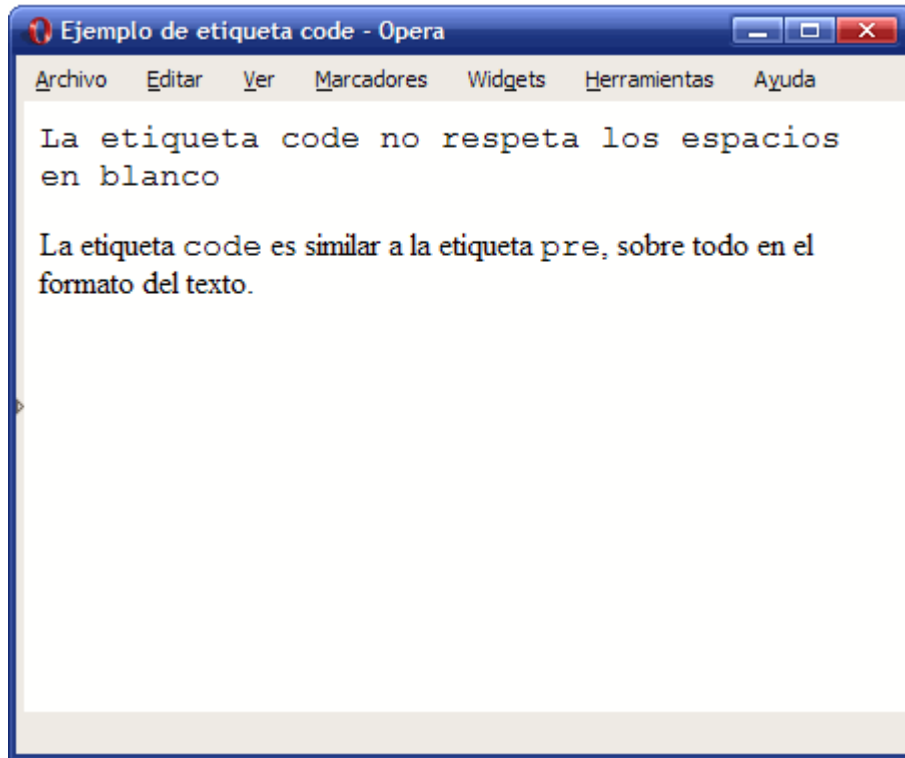 Ejemplo de etiqueta code - Opera
Archivo Editar Ver Marcadores Widgets Herramientas Ayuda
La etiqueta code no respeta los espacios
en blanco
La etiqueta code es similar a la etiqueta pre, sobre todo en el
formato del texto.